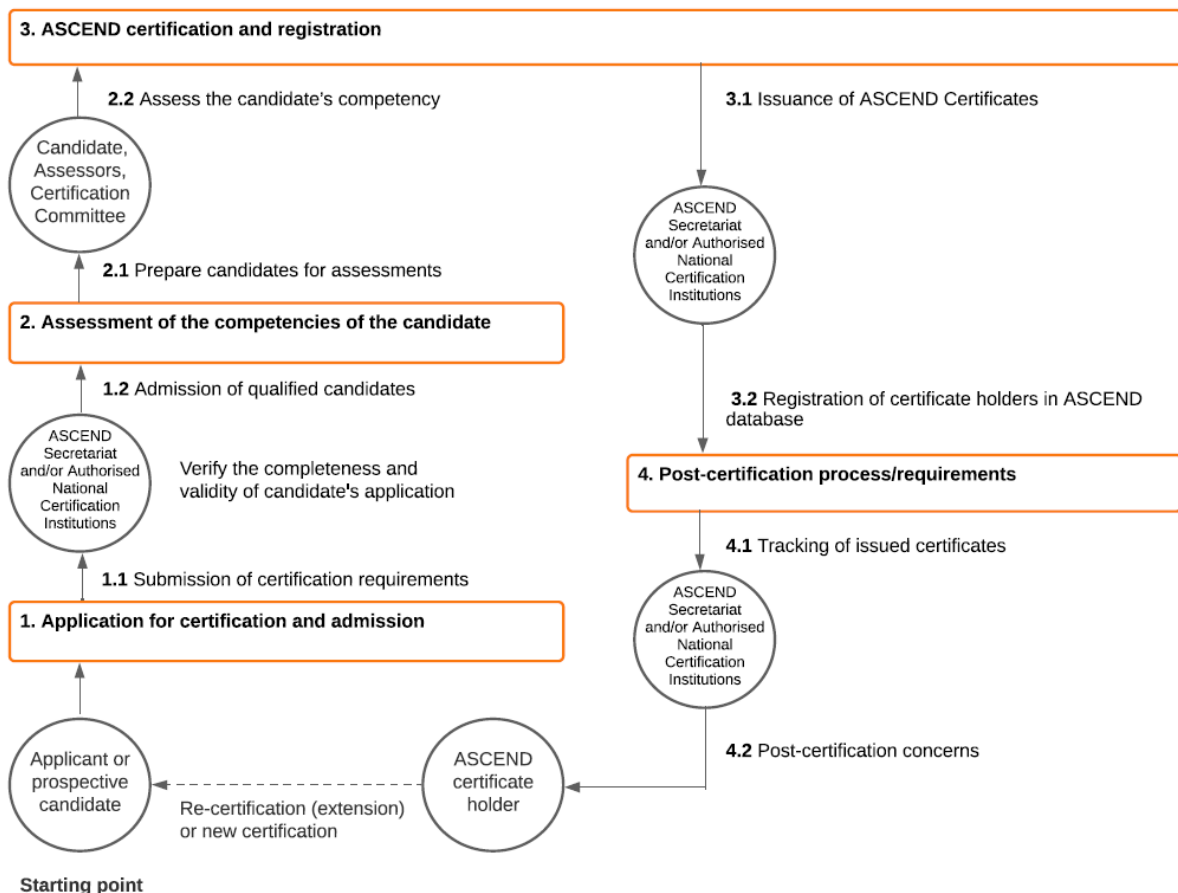 3. ASCEND certification and registration
2.2 Assess the candidate's competency
3.1 Issuance of ASCEND Certificates
Candidate,
Assessors,
Certification
Committee
ASCEND
Secretariat
and/or Authorised
National
Certification
Institutions
2.1 Prepare candidates for assessments
2. Assessment of the competencies of the candidate
1.2 Admission of qualified candidates
3.2 Registration of certificate holders in ASCEND
database
ASCEND
Secretariat
and/or Authorised
National
Certification
Institutions
Verify the completeness and
validity of candidate's application
4. Post-certification process/requirements
4.1 Tracking of issued certificates
1.1 Submission of certification requirements
ASCEND
Secretariat
and/or Authorised
National
Certification
Institutions
1. Application for certification and admission
4.2 Post-certification concerns
Applicant or
prospective
candidate
ASCEND
certificate
holder
Re-certification (extension)
or new certification
Starting point